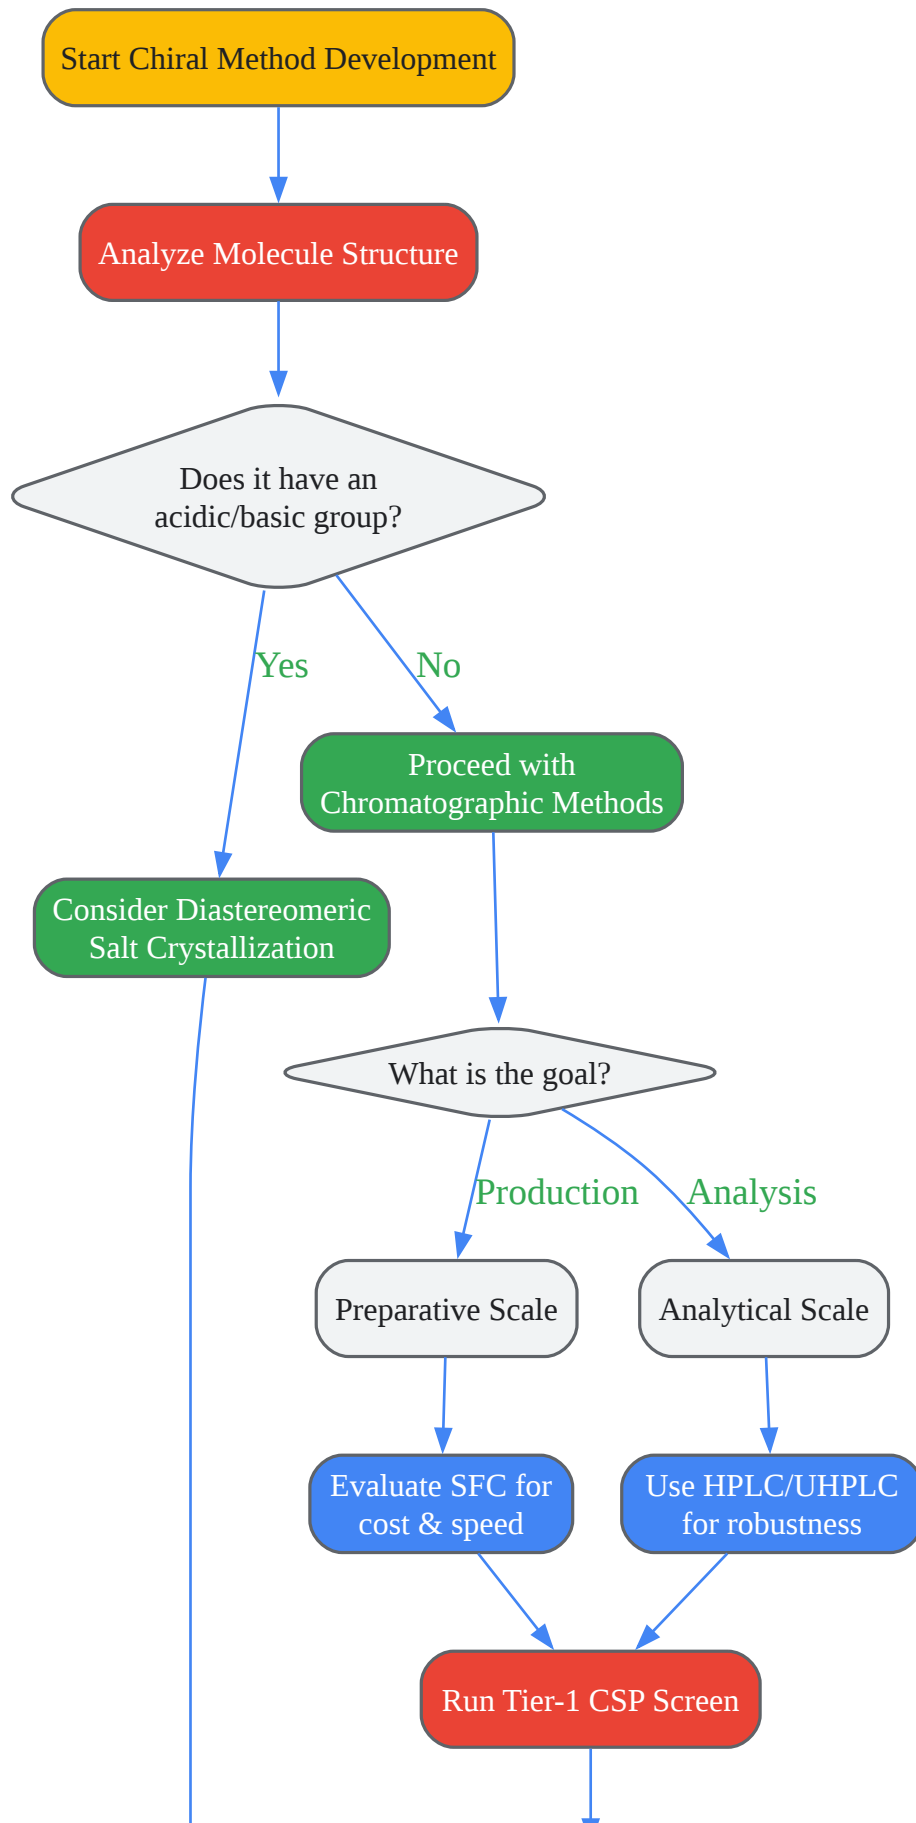 Start Chiral Method Development
Analyze Molecule Structure
Does it have an
acidic/basic group?
Yes
No
Proceed with
Chromatographic Methods
Consider Diastereomeric
Salt Crystallization
What is the goal?
Production
Analysis
Preparative Scale
Analytical Scale
Evaluate SFC for
cost & speed
Use HPLC/UHPLC
for robustness
Run Tier-1 CSP Screen